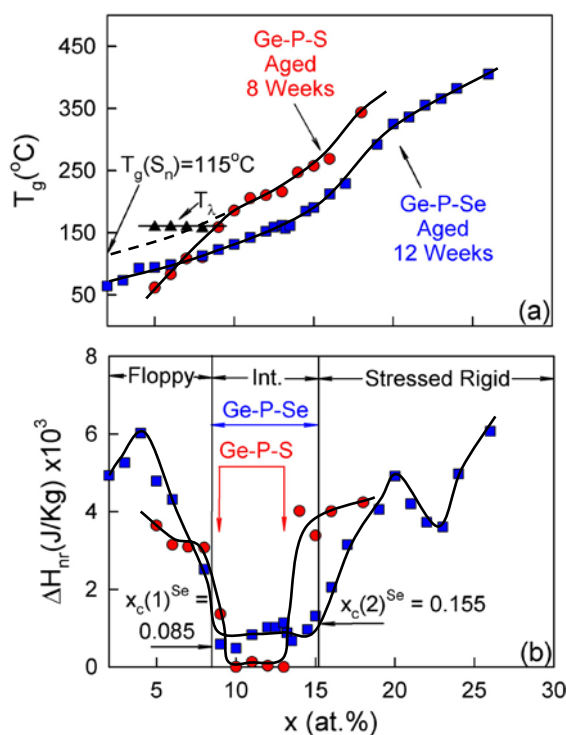 450
350
250
150
50
T_g(°C)
Ge-P-S
Aged
8 Weeks
T_g(S_n)=115°C
T_λ
Ge-P-Se
Aged
12 Weeks
(a)
8
6
4
2
0
ΔH_nr(J/Kg) x10^3
Floppy
Int.
Stressed Rigid
Ge-P-Se
Ge-P-S
x_c(1)^Se =
0.085
x_c(2)^Se = 0.155
(b)
5 10 15 20 25 30
x (at.%)